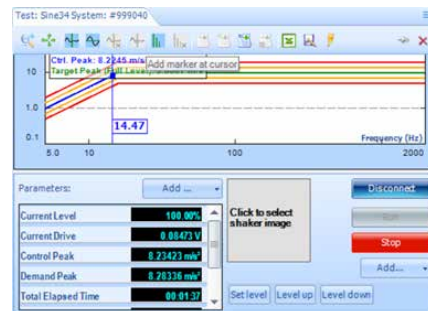 Test: Sine34 System: #999040
Ctrl. Peak: 8.2245 m/s
Add marker at cursor
Target Peak (Full Level)
10
1.0
0.1
14.47
Frequency (Hz)
5.0 10 100 2000
Parameters: Add ...
Current Level 100.00%
Current Drive 0.08473 V
Control Peak 8.23423 m/s²
Demand Peak 8.28336 m/s²
Total Elapsed Time 00:01:37
Click to select
shaker image
Set level Level up Level down
Disconnect
Run
Stop
Add...